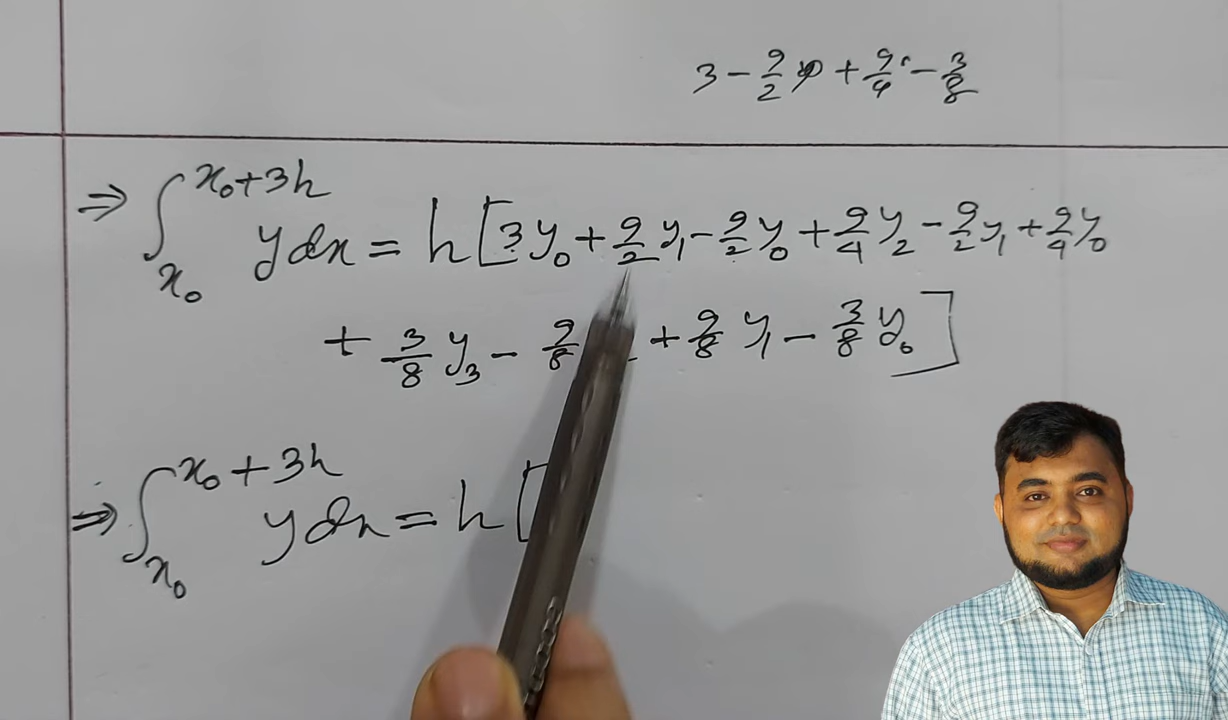 3 - 9/2 + 9/4 - 3/8
⇒ ∫_{x₀}^{x₀+3h} y dx = h [3y₀ + 9/2 y₁ - 9/2 y₀ + 9/4 y₂ - 9/2 y₁ + 9/4 y₀
+ 3/8 y₃ - 9/8 + 9/8 y₁ - 3/8 y₀]
⇒ ∫_{x₀}^{x₀+3h} y dx = h [